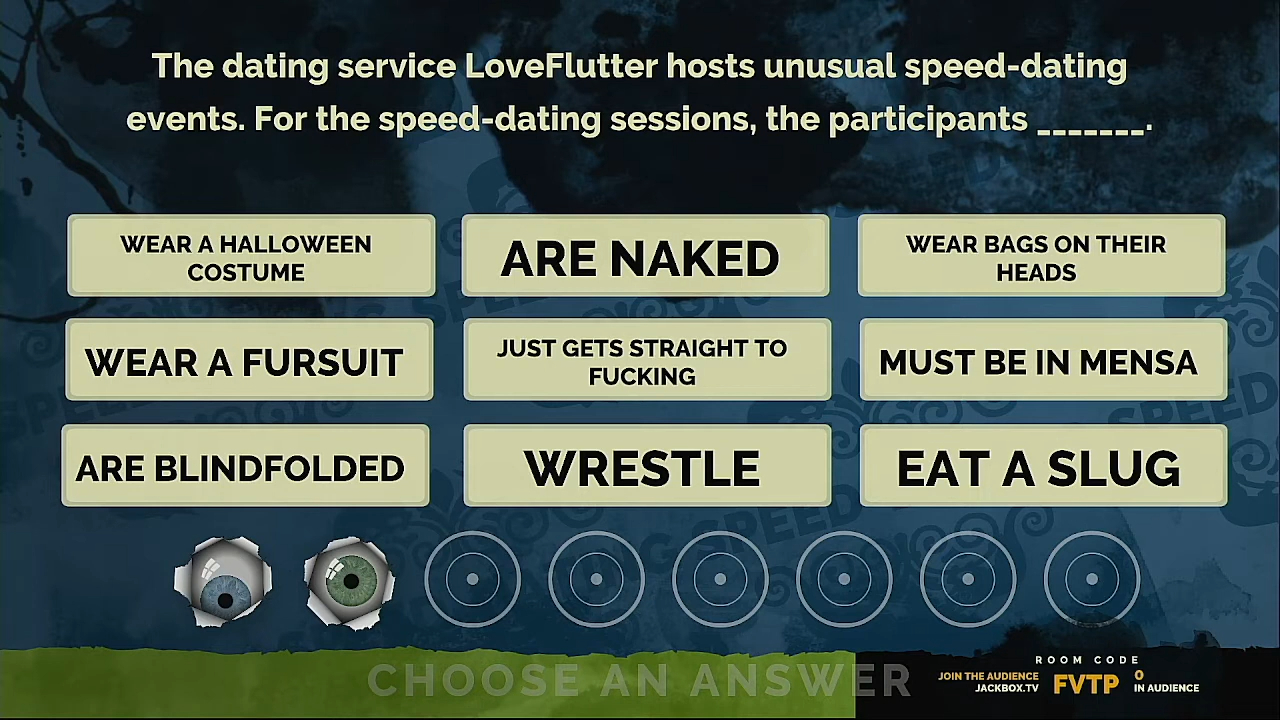 The dating service LoveFlutter hosts unusual speed-dating
events. For the speed-dating sessions, the participants _______.
WEAR A HALLOWEEN
COSTUME
ARE NAKED
WEAR BAGS ON THEIR
HEADS
WEAR A FURSUIT
JUST GETS STRAIGHT TO
FUCKING
MUST BE IN MENSA
ARE BLINDFOLDED
WRESTLE
EAT A SLUG
CHOOSE AN ANSWER
ROOM CODE
JOIN THE AUDIENCE
JACKBOX.TV
FVTP
0
IN AUDIENCE